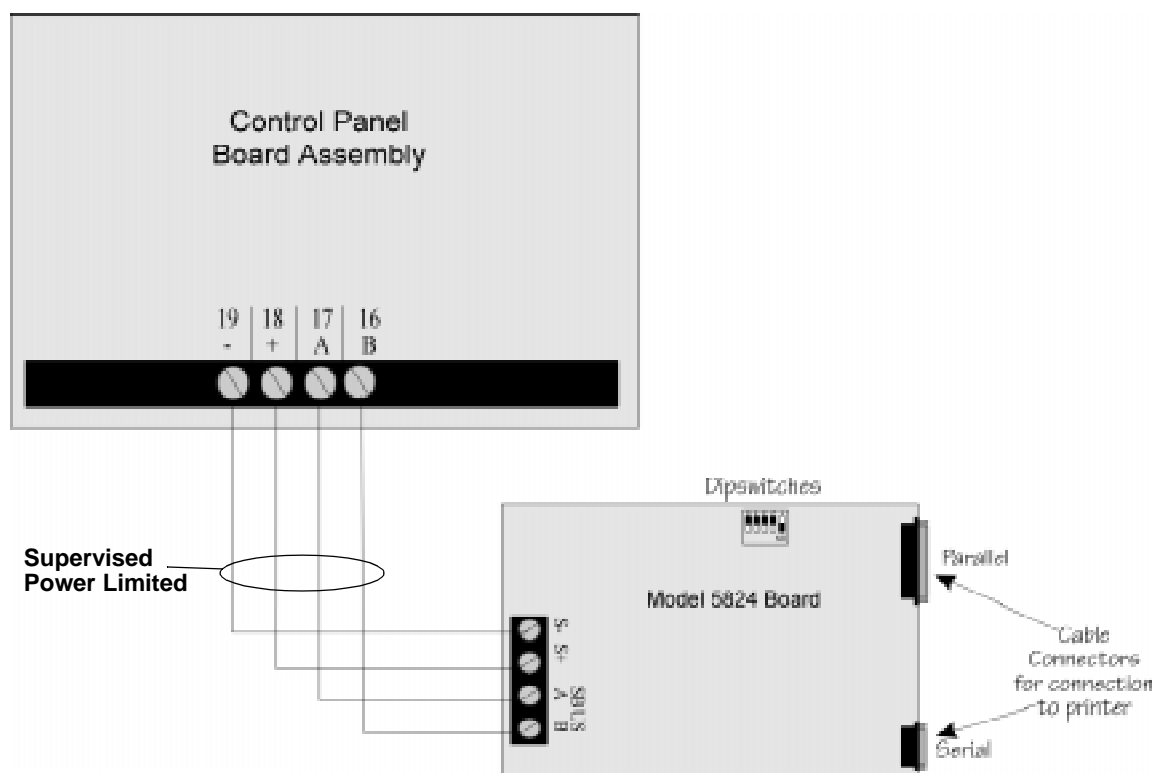 Control Panel
Board Assembly
19 18 17 16
- + A B
Dipswitches
Supervised
Power Limited
Parallel
Model 5824 Board
Cable
Connectors
for connection
to printer
S-
S+
A
B
SBUS
Serial